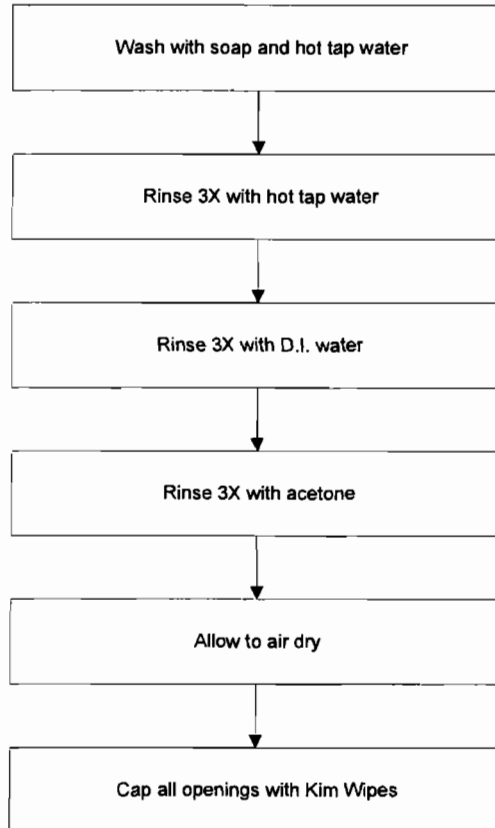 Wash with soap and hot tap water
Rinse 3X with hot tap water
Rinse 3X with D.I. water
Rinse 3X with acetone
Allow to air dry
Cap all openings with Kim Wipes